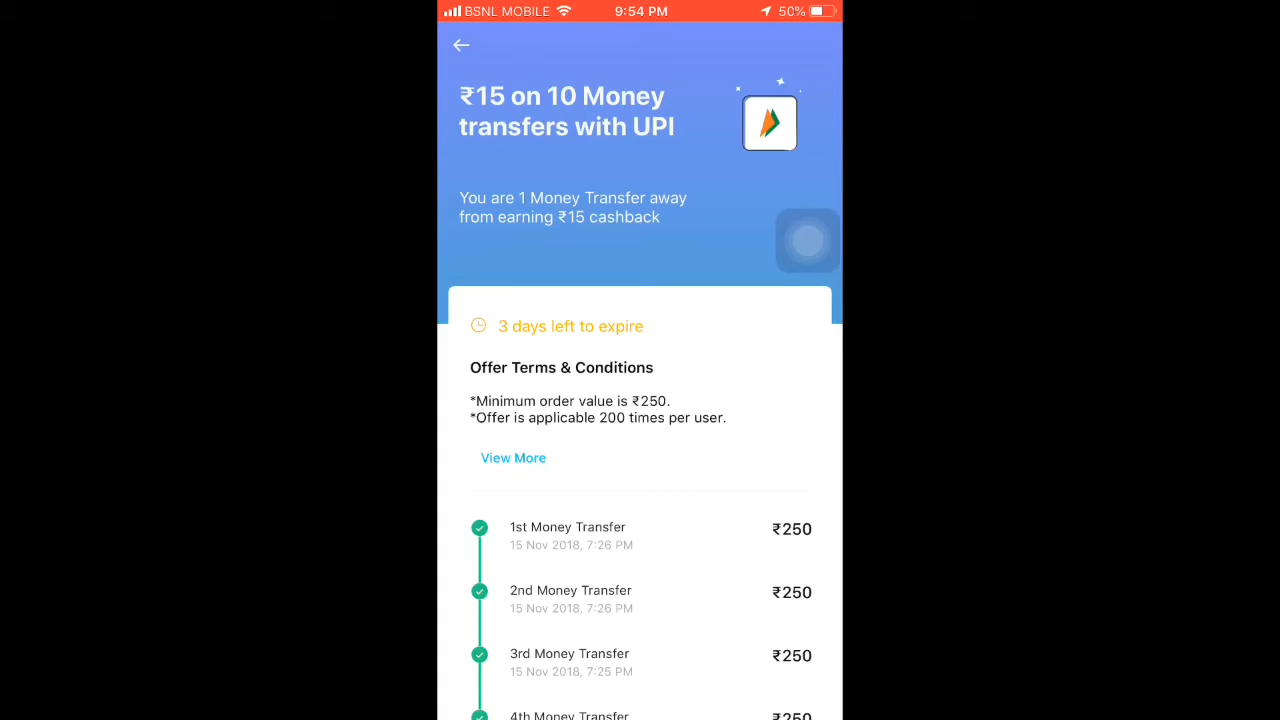 BSNL MOBILE 9:54 PM 50%
₹15 on 10 Money
transfers with UPI
You are 1 Money Transfer away
from earning ₹15 cashback
3 days left to expire
Offer Terms & Conditions
*Minimum order value is ₹250.
*Offer is applicable 200 times per user.
View More
1st Money Transfer ₹250
15 Nov 2018, 7:26 PM
2nd Money Transfer ₹250
15 Nov 2018, 7:26 PM
3rd Money Transfer ₹250
15 Nov 2018, 7:25 PM
4th Money Transfer ₹250